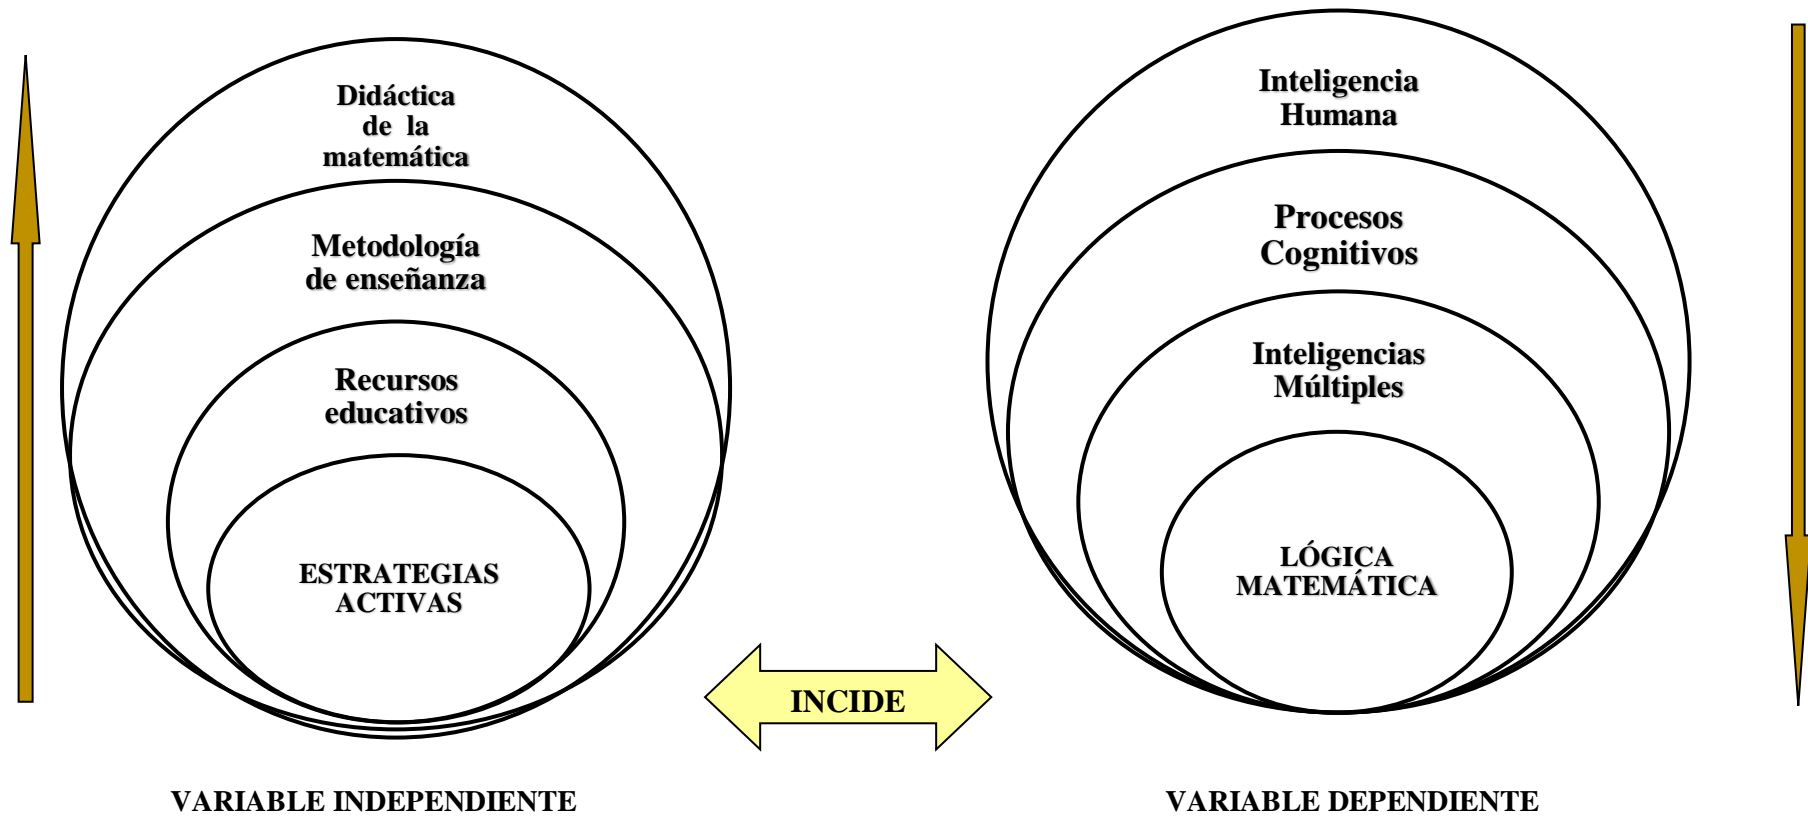 Didáctica
de la
matemática
Metodología
de enseñanza
Recursos
educativos
ESTRATEGIAS
ACTIVAS
Inteligencia
Humana
Procesos
Cognitivos
Inteligencias
Múltiples
LÓGICA
MATEMÁTICA
INCIDE
VARIABLE INDEPENDIENTE
VARIABLE DEPENDIENTE